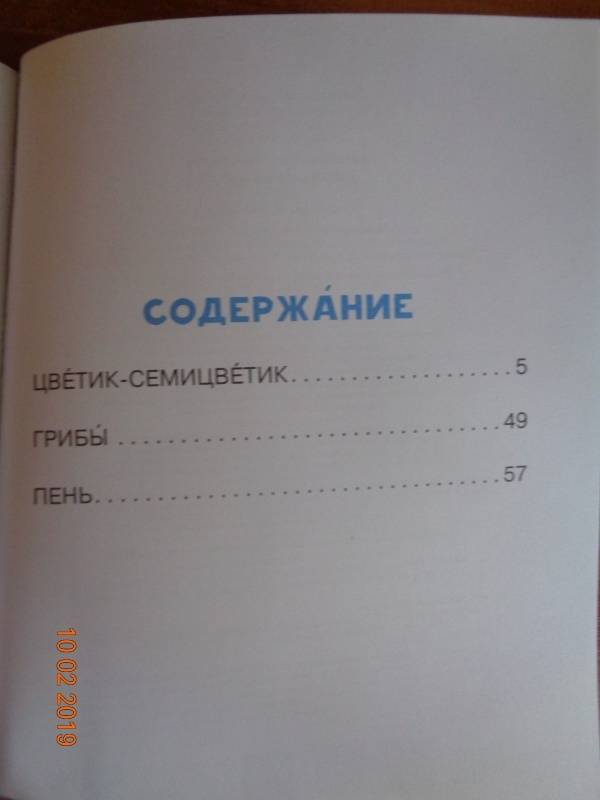 СОДЕРЖА́НИЕ
ЦВЕ́ТИК-СЕМИЦВЕ́ТИК.....................5
ГРИБЫ́ ..................................49
ПЕНЬ....................................57
10 02 2019